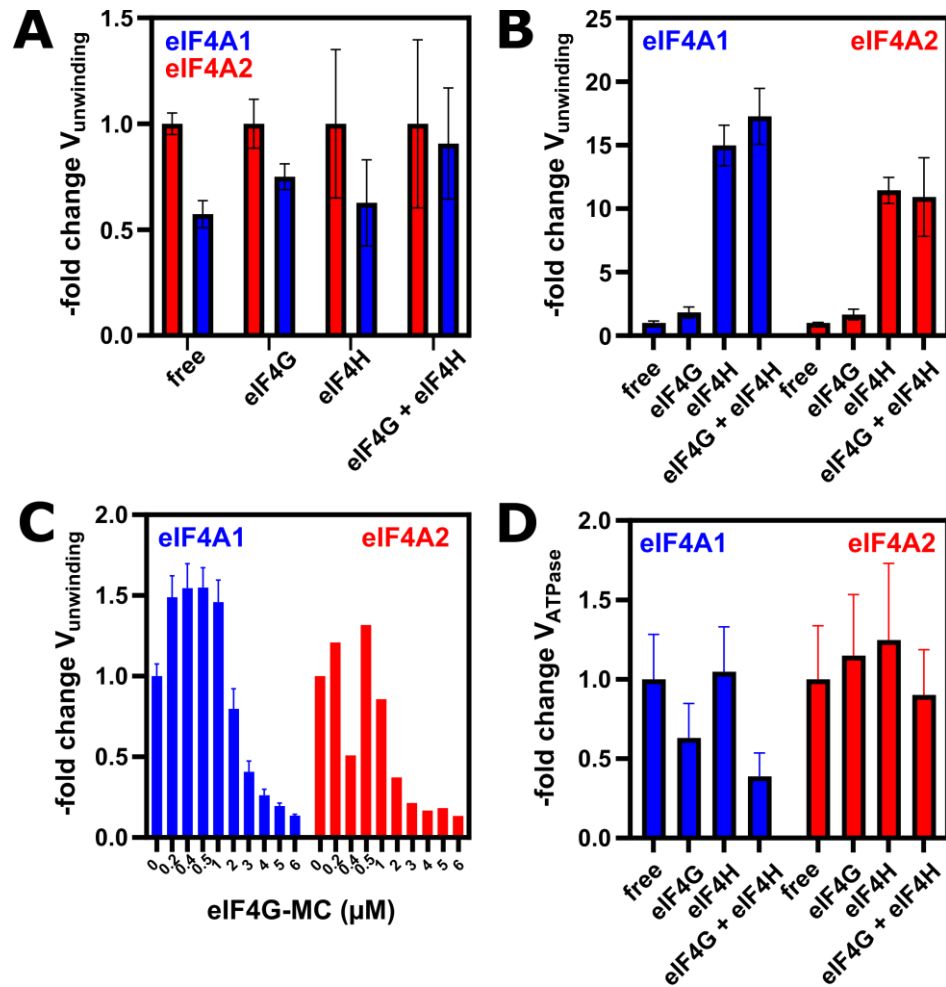 A
eIF4A1
eIF4A2
-fold change Vunwinding
1.5
1.0
0.5
0.0
free
eIF4G
eIF4H
eIF4G + eIF4H
B
eIF4A1
eIF4A2
-fold change Vunwinding
25
20
15
10
5
0
free
eIF4G
eIF4H
eIF4G + eIF4H
free
eIF4G
eIF4H
eIF4G + eIF4H
C
eIF4A1
eIF4A2
-fold change Vunwinding
2.0
1.5
1.0
0.5
0.0
0 0.2 0.4 0.5 1 2 3 4 5 6 0 0.2 0.4 0.5 1 2 3 4 5 6
eIF4G-MC (μM)
D
eIF4A1
eIF4A2
-fold change VATPase
2.0
1.5
1.0
0.5
0.0
free
eIF4G
eIF4H
eIF4G + eIF4H
free
eIF4G
eIF4H
eIF4G + eIF4H